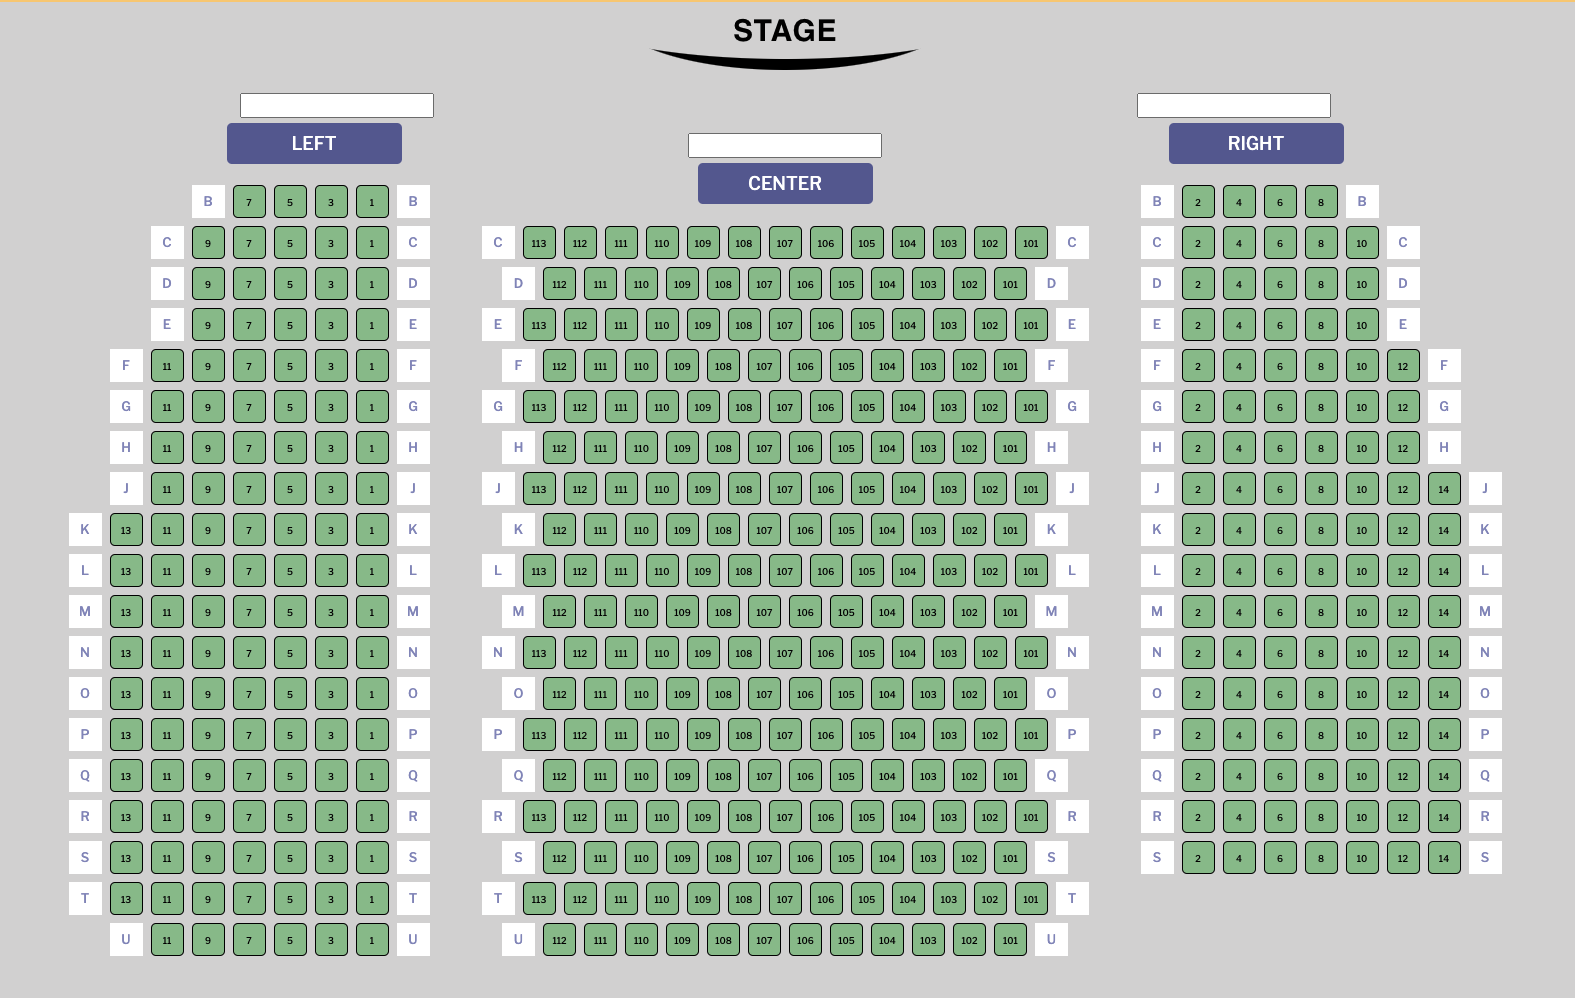 STAGE
LEFT
RIGHT
CENTER
B 7 5 3 1 B B 2 4 6 8 B
C 9 7 5 3 1 C C 113 112 111 110 109 108 107 106 105 104 103 102 101 C C 2 4 6 8 10 C
D 9 7 5 3 1 D D 112 111 110 109 108 107 106 105 104 103 102 101 D D 2 4 6 8 10 D
E 9 7 5 3 1 E E 113 112 111 110 109 108 107 106 105 104 103 102 101 E E 2 4 6 8 10 E
F 11 9 7 5 3 1 F F 112 111 110 109 108 107 106 105 104 103 102 101 F F 2 4 6 8 10 12 F
G 11 9 7 5 3 1 G G 113 112 111 110 109 108 107 106 105 104 103 102 101 G G 2 4 6 8 10 12 G
H 11 9 7 5 3 1 H H 112 111 110 109 108 107 106 105 104 103 102 101 H H 2 4 6 8 10 12 H
J 11 9 7 5 3 1 J J 113 112 111 110 109 108 107 106 105 104 103 102 101 J J 2 4 6 8 10 12 14 J
K 13 11 9 7 5 3 1 K K 112 111 110 109 108 107 106 105 104 103 102 101 K K 2 4 6 8 10 12 14 K
L 13 11 9 7 5 3 1 L L 113 112 111 110 109 108 107 106 105 104 103 102 101 L L 2 4 6 8 10 12 14 L
M 13 11 9 7 5 3 1 M M 112 111 110 109 108 107 106 105 104 103 102 101 M M 2 4 6 8 10 12 14 M
N 13 11 9 7 5 3 1 N N 113 112 111 110 109 108 107 106 105 104 103 102 101 N N 2 4 6 8 10 12 14 N
O 13 11 9 7 5 3 1 O O 112 111 110 109 108 107 106 105 104 103 102 101 O O 2 4 6 8 10 12 14 O
P 13 11 9 7 5 3 1 P P 113 112 111 110 109 108 107 106 105 104 103 102 101 P P 2 4 6 8 10 12 14 P
Q 13 11 9 7 5 3 1 Q Q 112 111 110 109 108 107 106 105 104 103 102 101 Q Q 2 4 6 8 10 12 14 Q
R 13 11 9 7 5 3 1 R R 113 112 111 110 109 108 107 106 105 104 103 102 101 R R 2 4 6 8 10 12 14 R
S 13 11 9 7 5 3 1 S S 112 111 110 109 108 107 106 105 104 103 102 101 S S 2 4 6 8 10 12 14 S
T 13 11 9 7 5 3 1 T T 113 112 111 110 109 108 107 106 105 104 103 102 101 T
U 11 9 7 5 3 1 U U 112 111 110 109 108 107 106 105 104 103 102 101 U